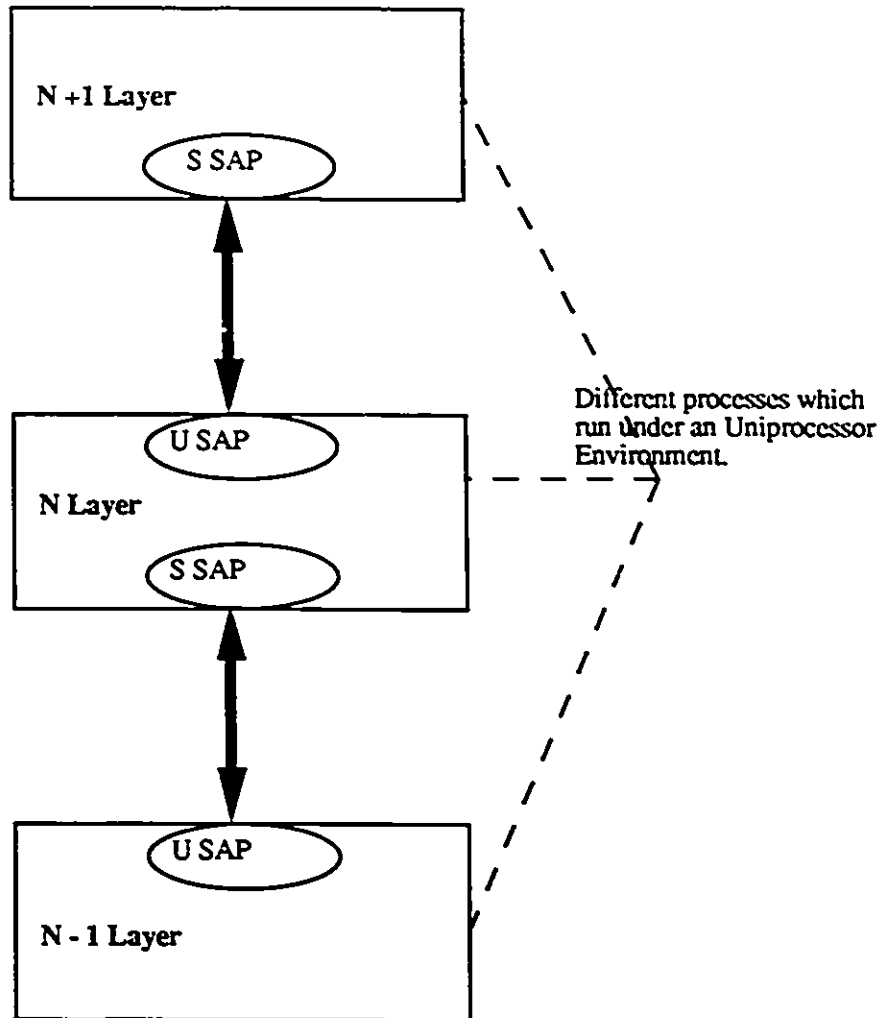 N +1 Layer
S SAP
U SAP
N Layer
S SAP
Different processes which
run under an Uniprocessor
Environment.
U SAP
N - 1 Layer